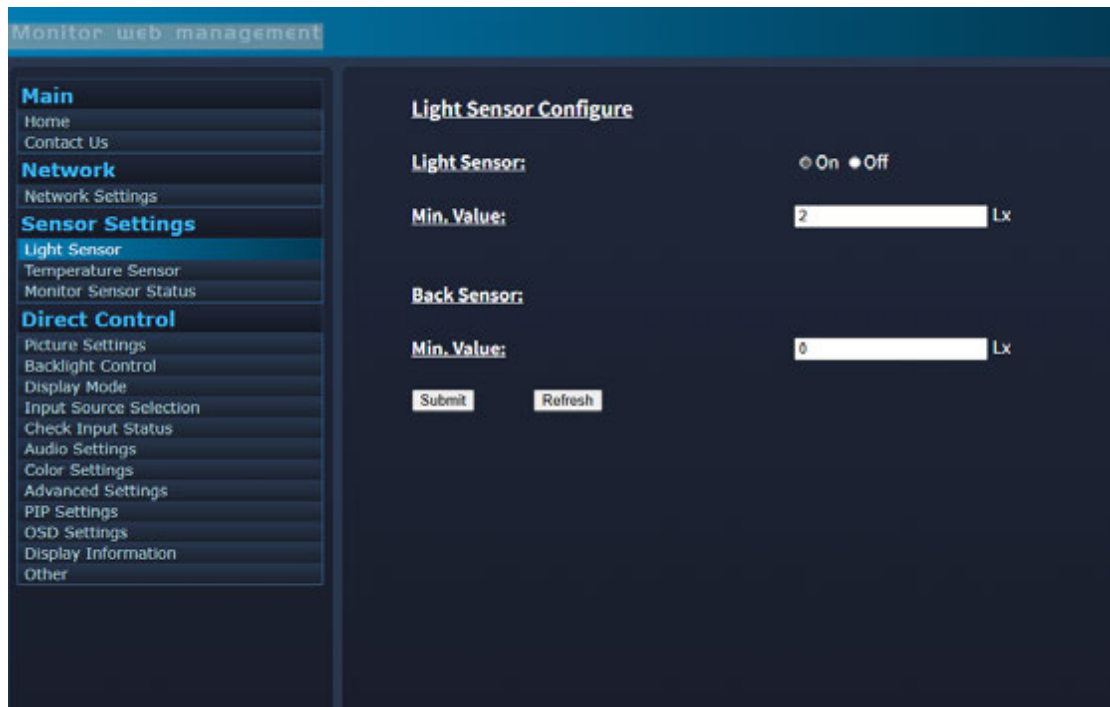 Monitor web management
Main
Home
Contact Us
Network
Network Settings
Sensor Settings
Light Sensor
Temperature Sensor
Monitor Sensor Status
Direct Control
Picture Settings
Backlight Control
Display Mode
Input Source Selection
Check Input Status
Audio Settings
Color Settings
Advanced Settings
PIP Settings
OSD Settings
Display Information
Other
Light Sensor Configure
Light Sensor: On Off
Min. Value: 2 Lx
Back Sensor:
Min. Value: 0 Lx
Submit Refresh